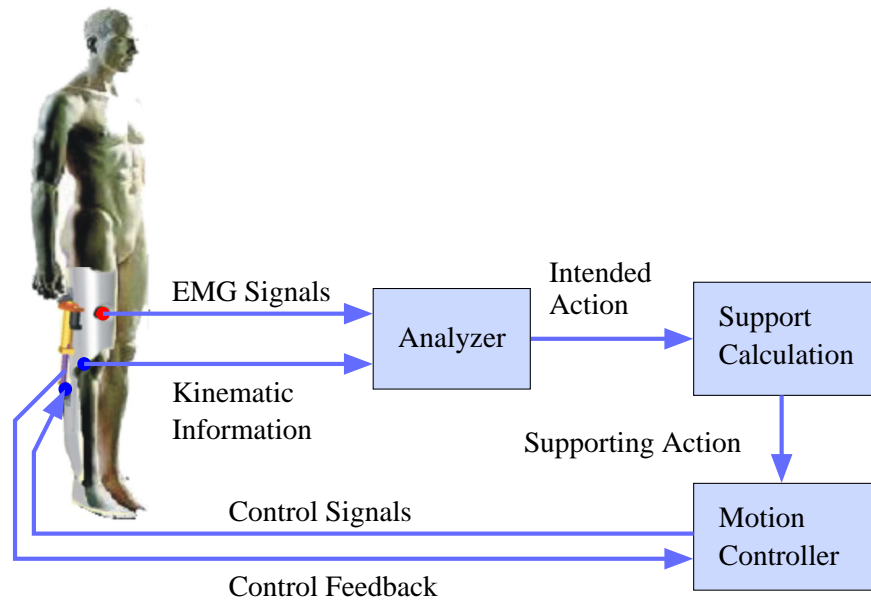 EMG Signals
Kinematic
Information
Analyzer
Intended
Action
Support
Calculation
Supporting Action
Motion
Controller
Control Signals
Control Feedback